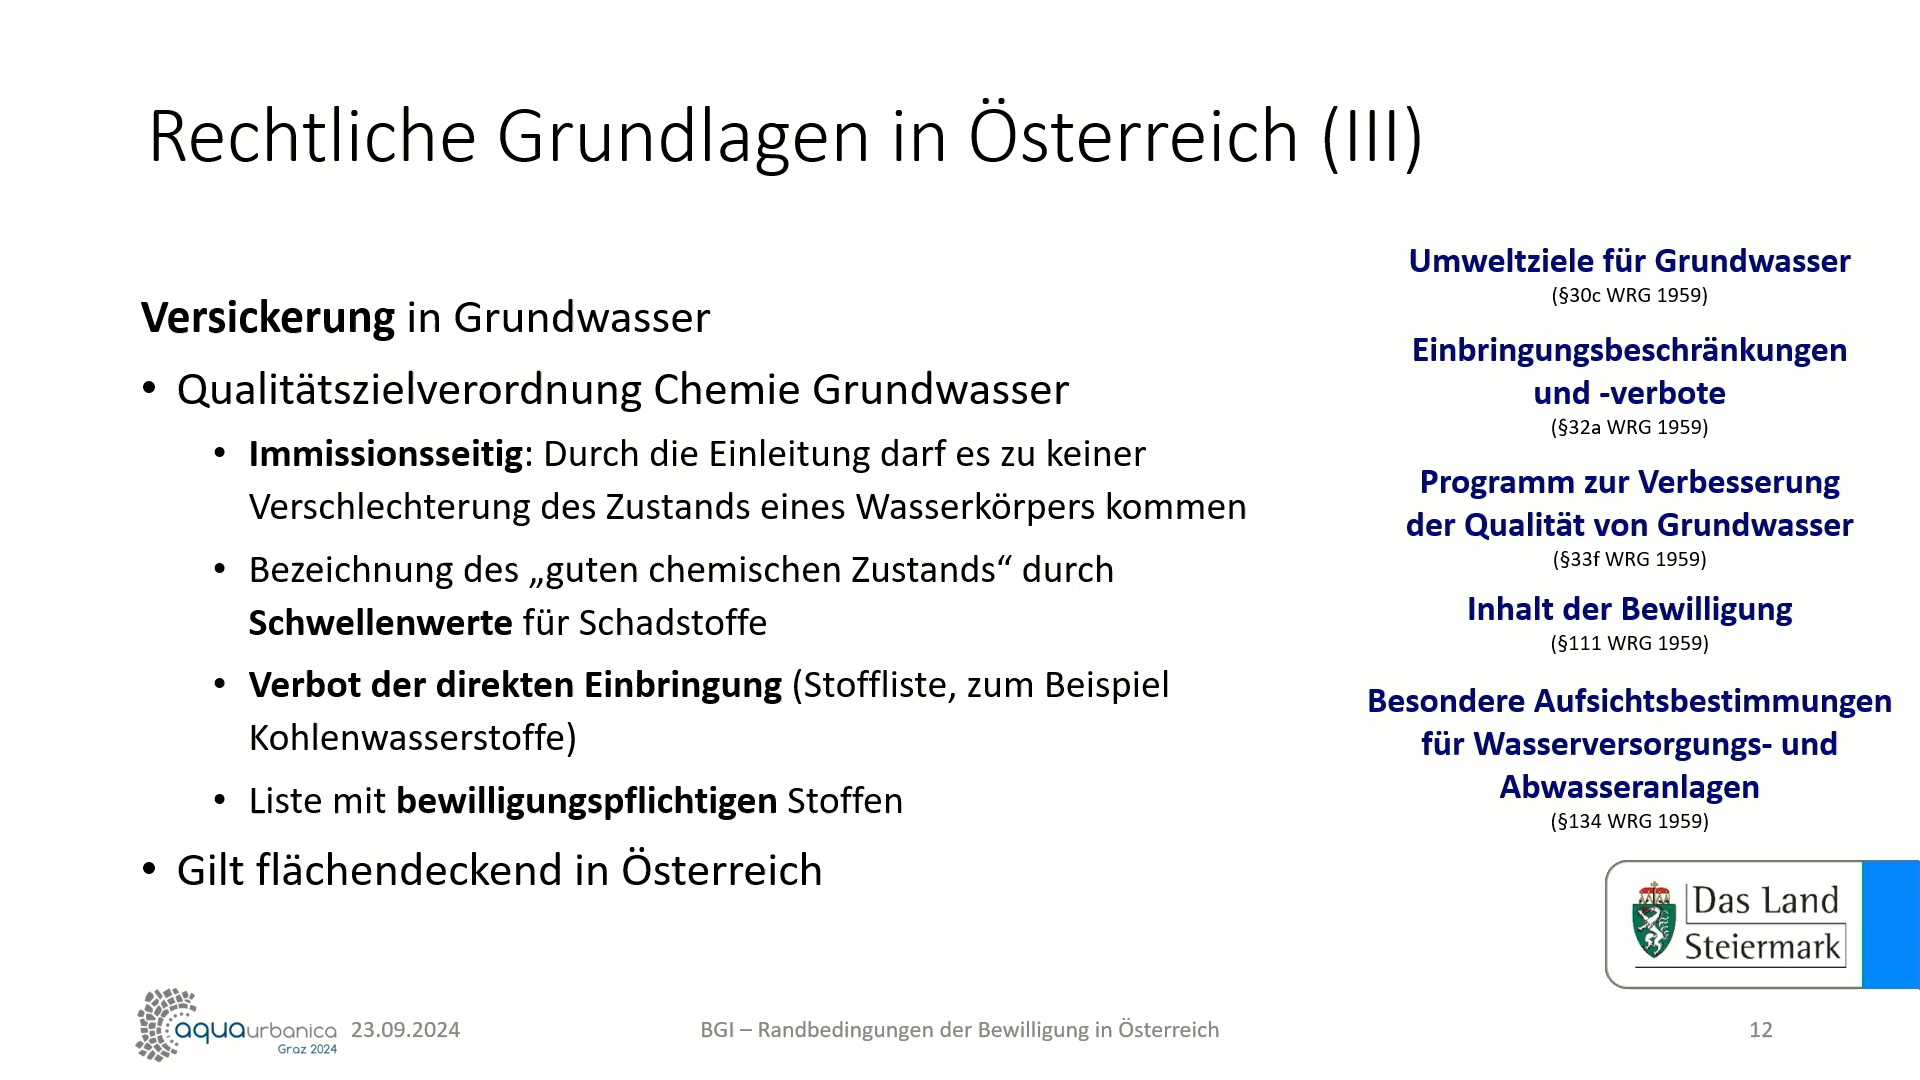 Rechtliche Grundlagen in Österreich (III)
Versickerung in Grundwasser
• Qualitätszielverordnung Chemie Grundwasser
• Immissionsseitig: Durch die Einleitung darf es zu keiner
Verschlechterung des Zustands eines Wasserkörpers kommen
• Bezeichnung des „guten chemischen Zustands“ durch
Schwellenwerte für Schadstoffe
• Verbot der direkten Einbringung (Stoffliste, zum Beispiel
Kohlenwasserstoffe)
• Liste mit bewilligungspflichtigen Stoffen
• Gilt flächendeckend in Österreich
Umweltziele für Grundwasser
(§30c WRG 1959)
Einbringungsbeschränkungen
und -verbote
(§32a WRG 1959)
Programm zur Verbesserung
der Qualität von Grundwasser
(§33f WRG 1959)
Inhalt der Bewilligung
(§111 WRG 1959)
Besondere Aufsichtsbestimmungen
für Wasserversorgungs- und
Abwasseranlagen
(§134 WRG 1959)
Das Land
Steiermark
aquaurbanica
Graz 2024
23.09.2024
BGI – Randbedingungen der Bewilligung in Österreich
12